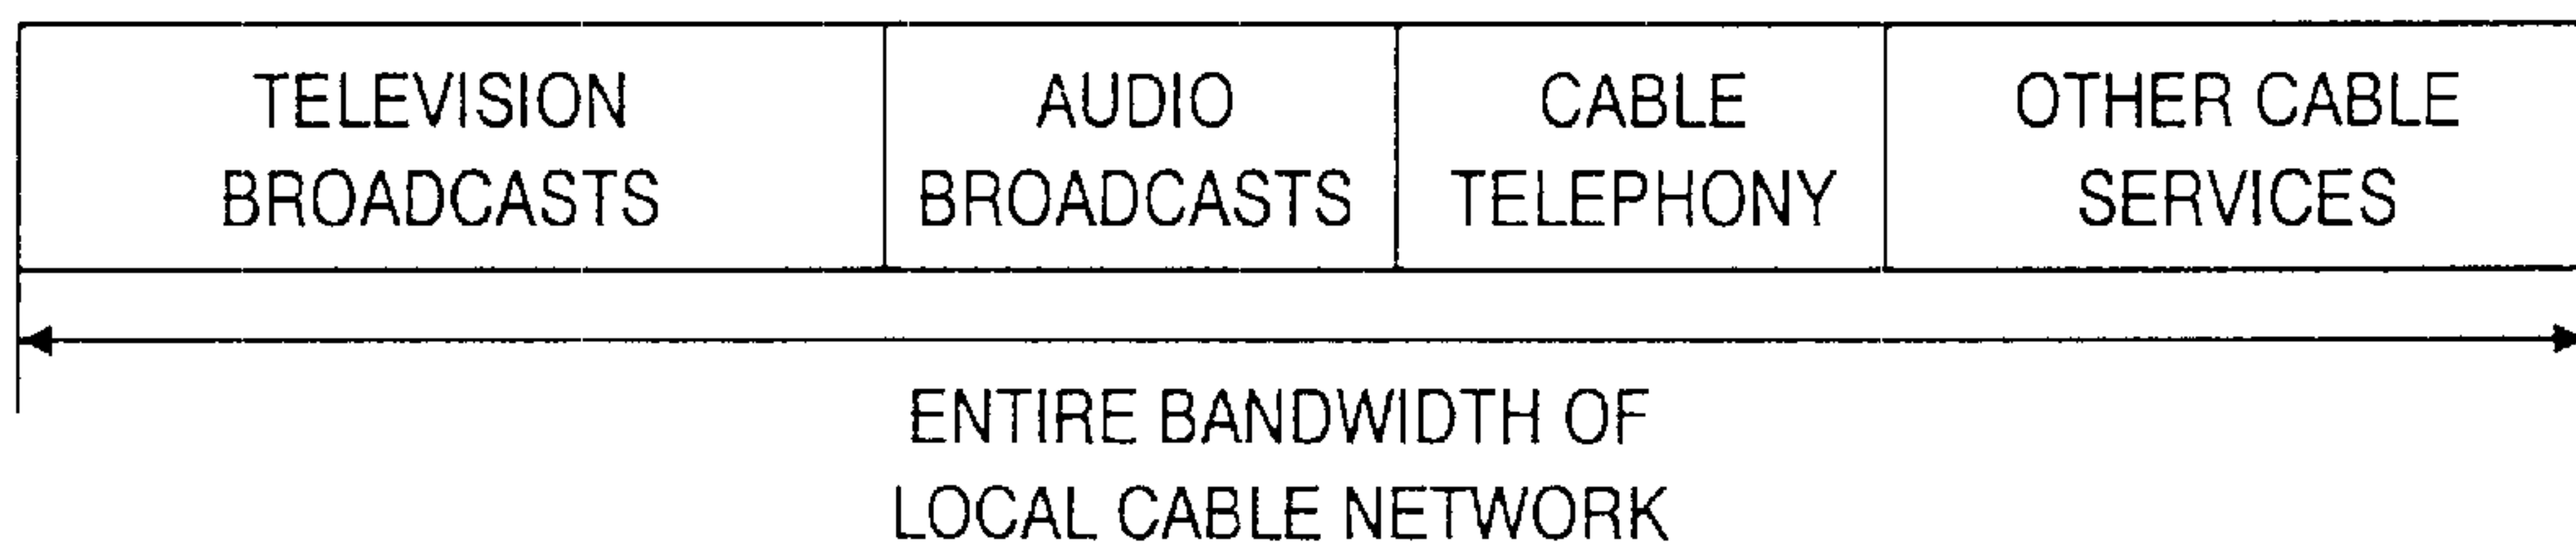 TELEVISION
BROADCASTS
AUDIO
BROADCASTS
CABLE
TELEPHONY
OTHER CABLE
SERVICES
ENTIRE BANDWIDTH OF
LOCAL CABLE NETWORK